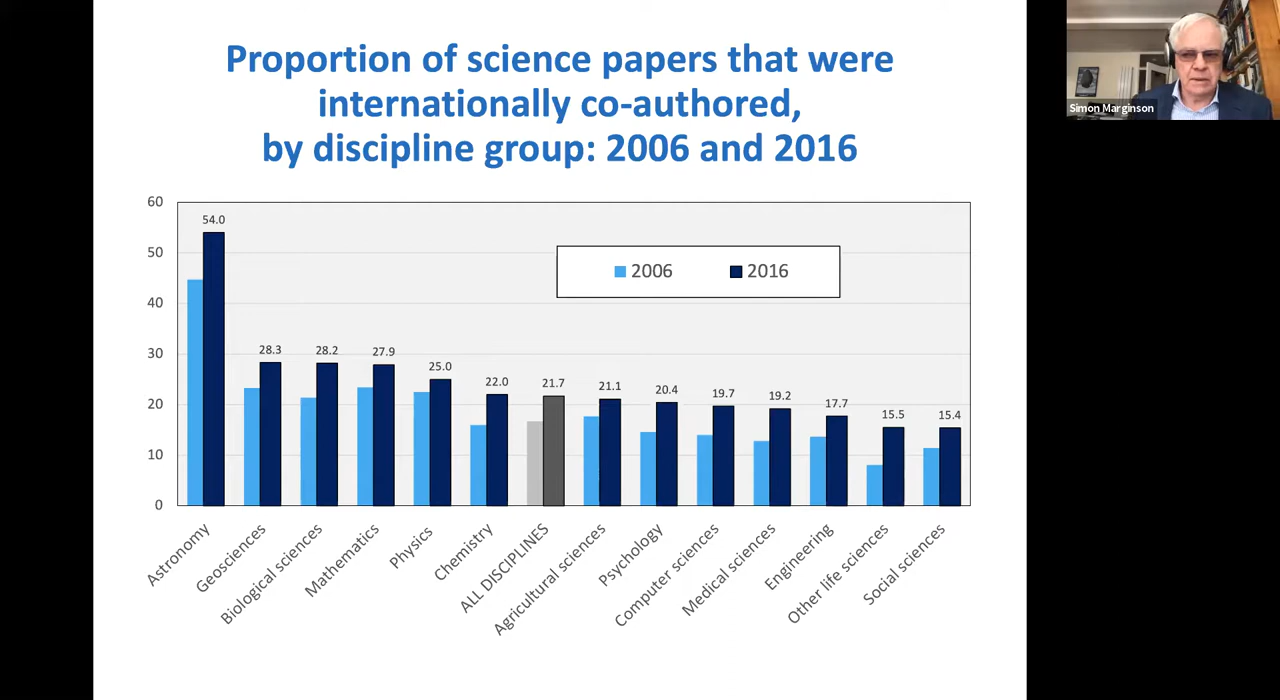 Proportion of science papers that were
internationally co-authored,
by discipline group: 2006 and 2016
Simon Marginson
60
50
40
30
20
10
0
2006 2016
54.0
28.3
28.2
27.9
25.0
22.0
21.7
21.1
20.4
19.7
19.2
17.7
15.5
15.4
Astronomy
Geosciences
Biological sciences
Mathematics
Physics
Chemistry
ALL DISCIPLINES
Agricultural sciences
Psychology
Computer sciences
Medical sciences
Engineering
Other life sciences
Social sciences